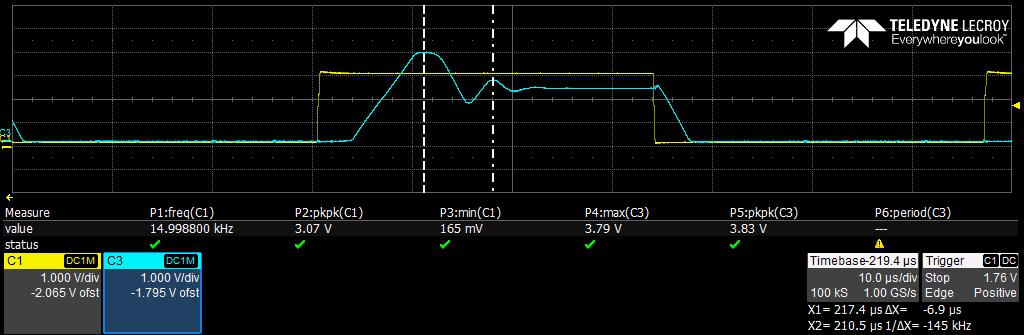 TELEDYNE LECROY
Everywhereyoulook™
C3
Measure P1:freq(C1) P2:pkpk(C1) P3:min(C1) P4:max(C3) P5:pkpk(C3) P6:period(C3)
value 14.998800 kHz 3.07 V 165 mV 3.79 V 3.83 V ---
status
C1 DC1M C3 DC1M Timebase -219.4 µs Trigger C1 DC
1.000 V/div 1.000 V/div 10.0 µs/div Stop 1.76 V
-2.065 V ofst -1.795 V ofst 100 kS 1.00 GS/s Edge Positive
X1= 217.4 µs ΔX= -6.9 µs
X2= 210.5 µs 1/ΔX= -145 kHz